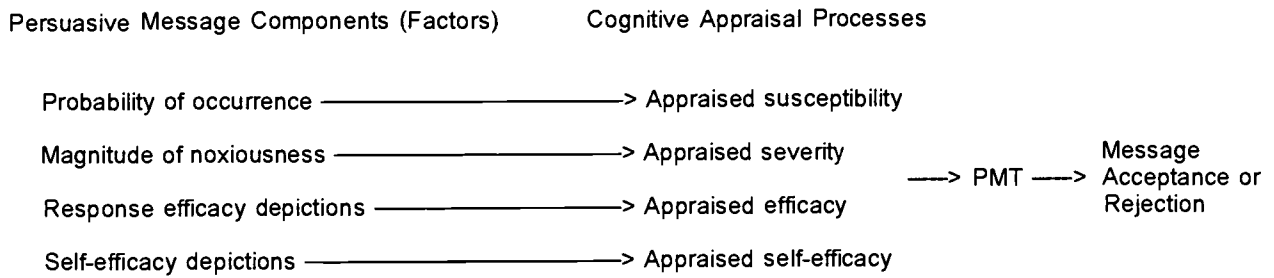 Persuasive Message Components (Factors) Cognitive Appraisal Processes
Probability of occurrence Appraised susceptibility
Magnitude of noxiousness Appraised severity
Response efficacy depictions Appraised efficacy
Self-efficacy depictions Appraised self-efficacy
PMT
Message
Acceptance or
Rejection